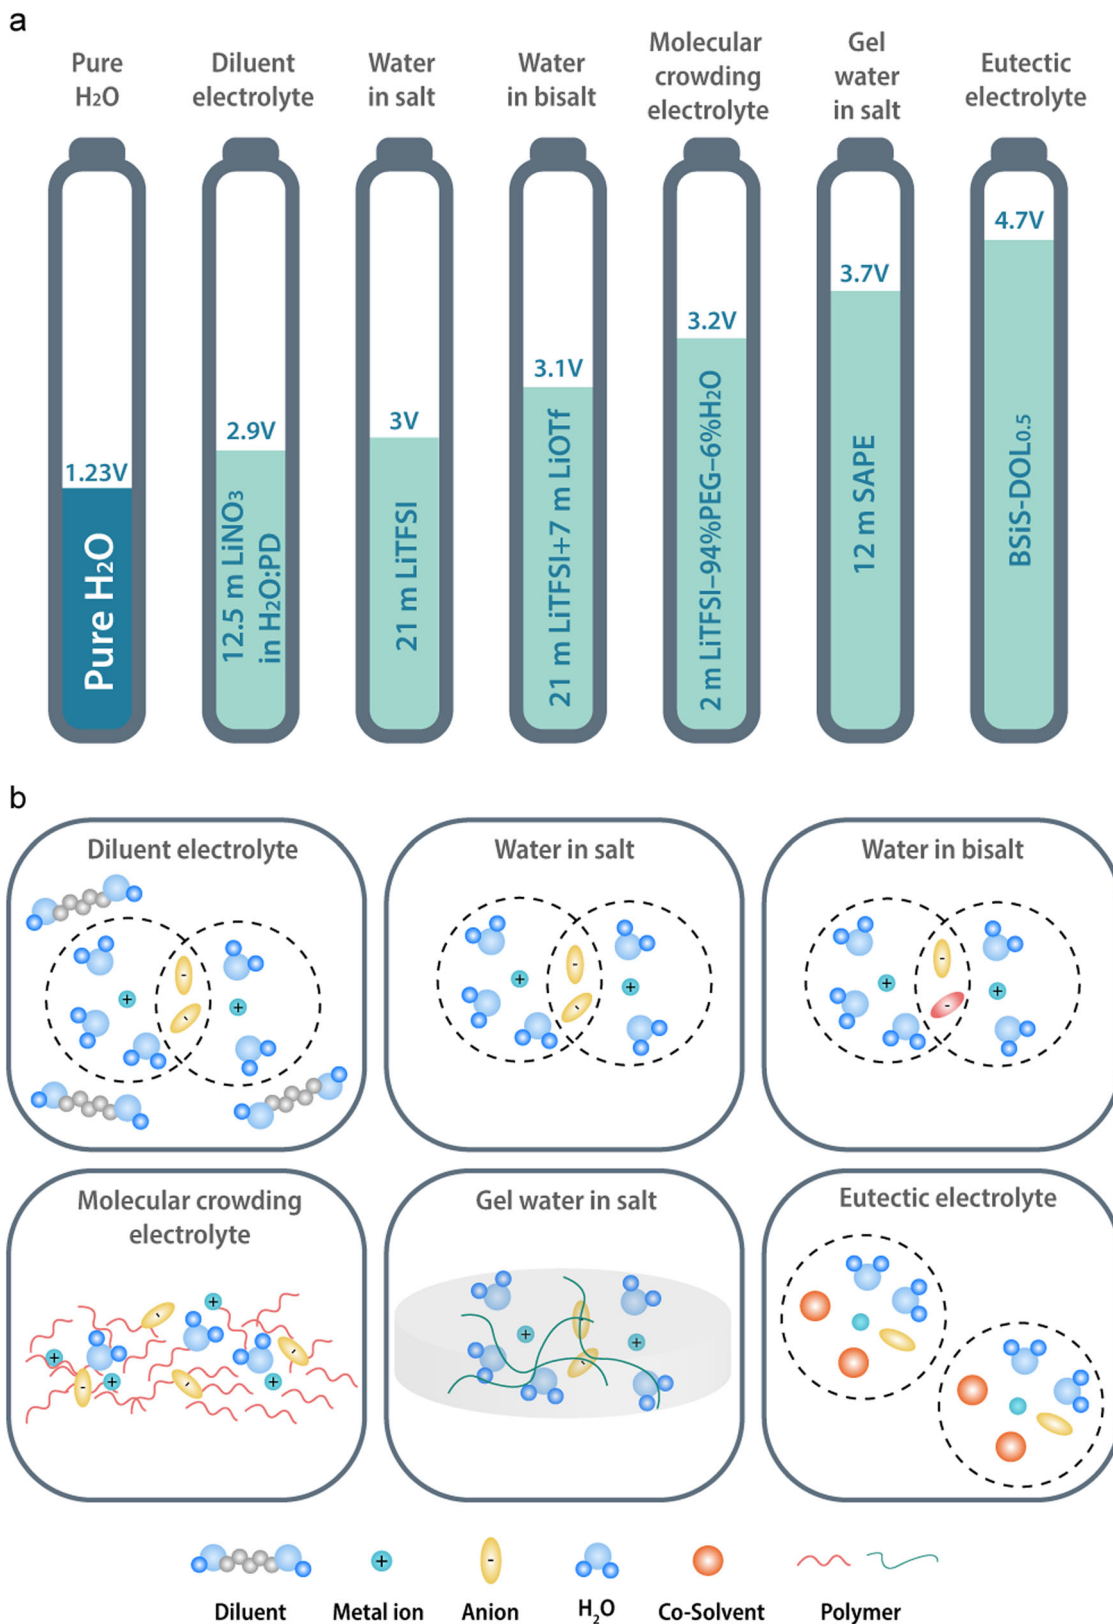 a
Pure
H₂O
Diluent
electrolyte
Water
in salt
Water
in bisalt
Molecular
crowding
electrolyte
Gel
water
in salt
Eutectic
electrolyte
1.23V
2.9V
3V
3.1V
3.2V
3.7V
4.7V
Pure H₂O
12.5 m LiNO₃
in H₂O:PD
21 m LiTFSI
21 m LiTFSI+7 m LiOTf
2 m LiTFSI–94%PEG–6%H₂O
12 m SAPE
BSiS-DOL₀.₅
b
Diluent electrolyte
Water in salt
Water in bisalt
+
+
-
-
+
+
-
-
+
+
-
-
Molecular crowding
electrolyte
Gel water in salt
Eutectic electrolyte
+
+
+
+
-
-
-
-
+
+
-
-
+
-
Diluent
Metal ion
Anion
H₂O
Co-Solvent
Polymer